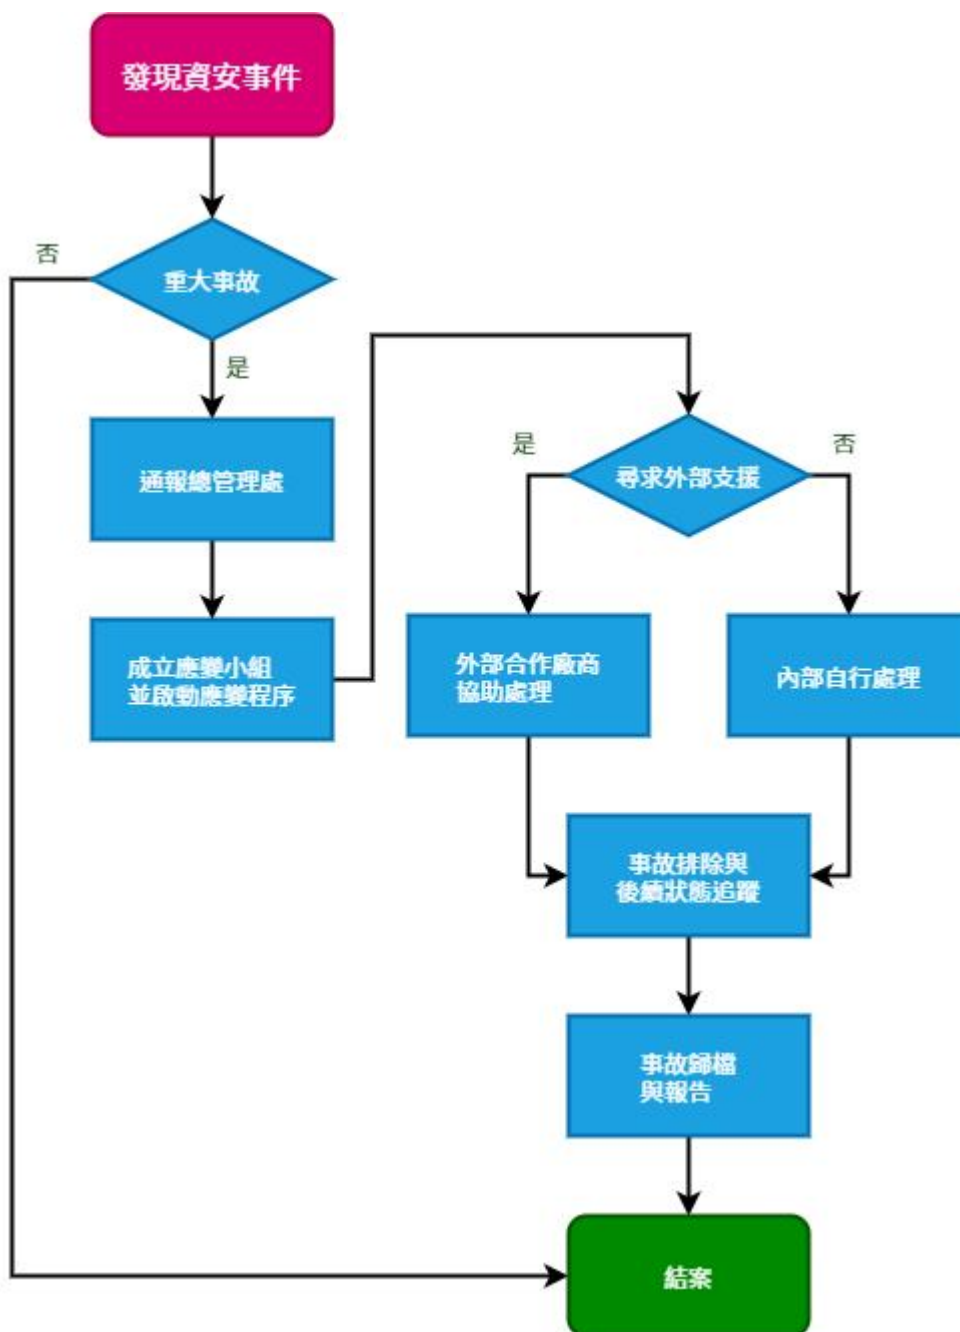 發現資安事件
否
重大事故
是
通報總管理處
成立應變小組
並啟動應變程序
是
尋求外部支援
否
外部合作廠商
協助處理
內部自行處理
事故排除與
後續狀態追蹤
事故歸檔
與報告
結案